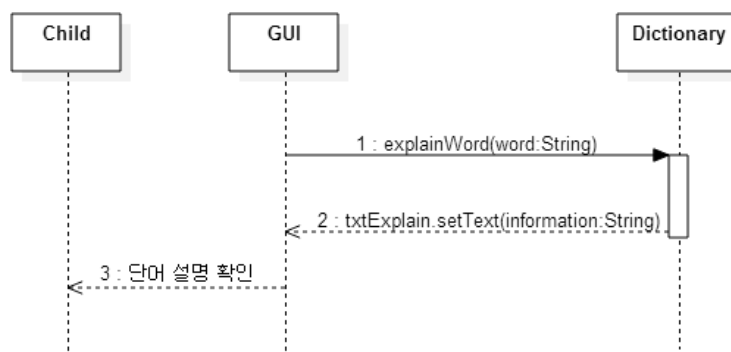 Child
GUI
Dictionary
1 : explainWord(word:String)
2 : txtExplain.setText(information:String)
3 : 단어 설명 확인